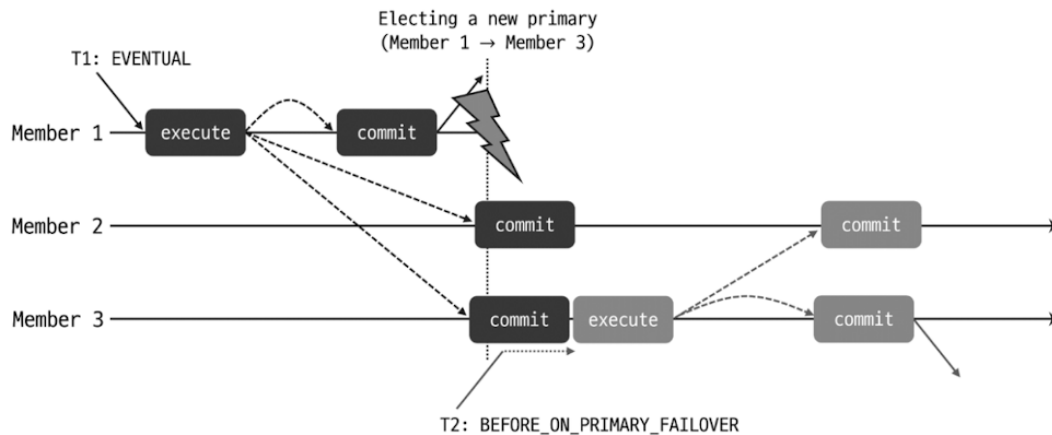 Electing a new primary
(Member 1 → Member 3)
T1: EVENTUAL
Member 1
execute
commit
Member 2
commit
commit
Member 3
commit
execute
commit
T2: BEFORE_ON_PRIMARY_FAILOVER